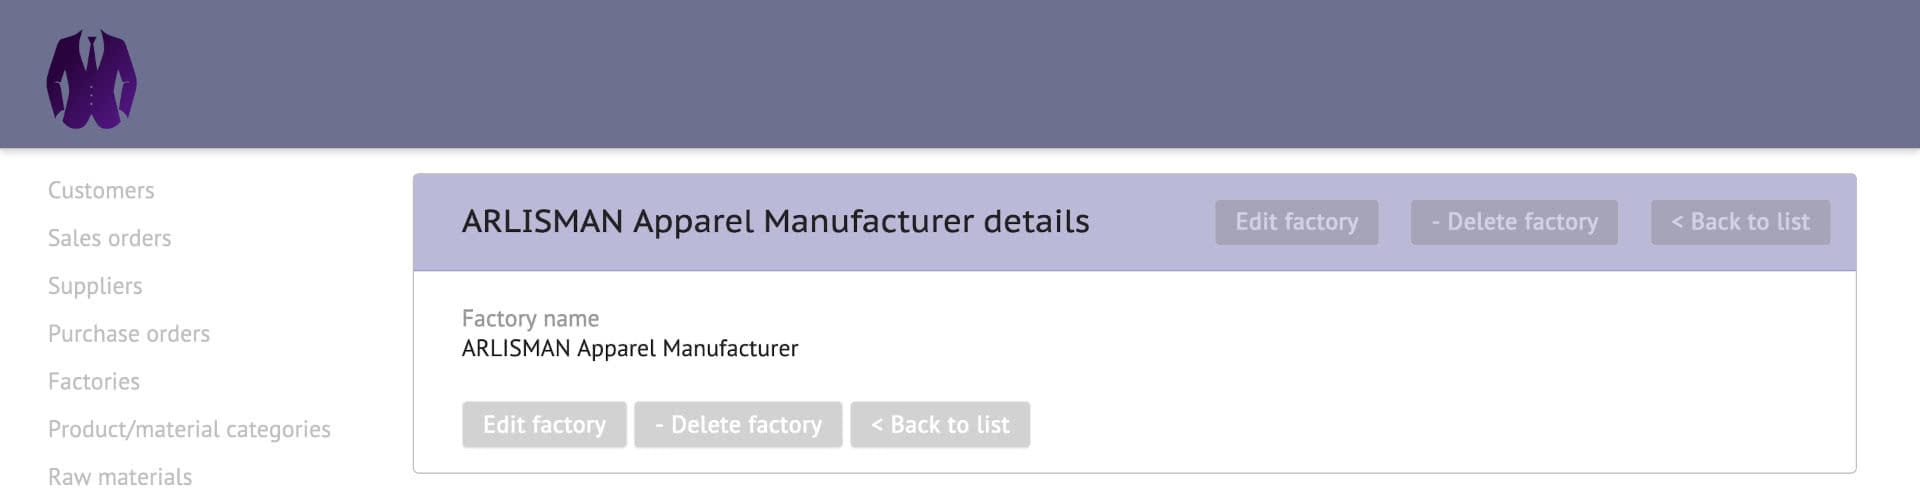 Customers
Sales orders
Suppliers
Purchase orders
Factories
Product/material categories
Raw materials
ARLISMAN Apparel Manufacturer details
Edit factory
- Delete factory
< Back to list
Factory name
ARLISMAN Apparel Manufacturer
Edit factory
- Delete factory
< Back to list